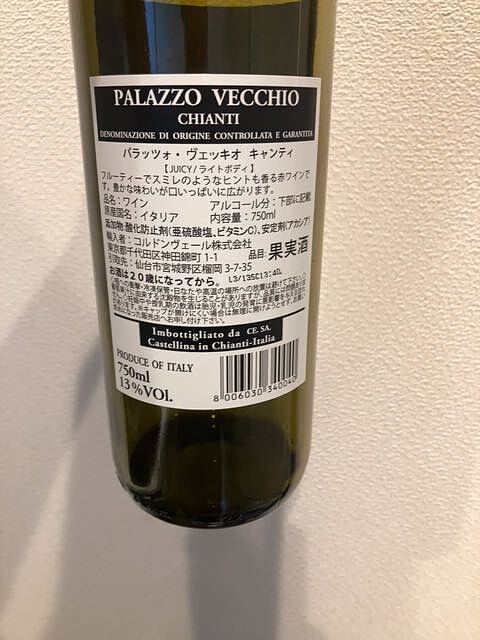 PALAZZO VECCHIO
CHIANTI
DENOMINAZIONE DI ORIGINE CONTROLLATA E GARANTITA
パラッツォ・ヴェッキオ キャンティ
【JUICY/ライトボディ】
フルーティーでスミレのようなヒントも香る赤ワインで
す。豊かな味わいが口いっぱいに広がります。
品名：ワイン アルコール分：下部に記載
原産国名：イタリア 内容量：750ml
添加物:酸化防止剤(亜硫酸塩、ビタミンC)、安定剤(アカシア)
輸入者：コルドンヴェール株式会社
東京都千代田区神田錦町 1-1 品目:果実酒
引取先：仙台市宮城野区榴岡 3-7-35
お酒は20歳になってから。 L3/135C13:40L
Imbottigliato da CE. SA.
Castellina in Chianti-Italia
PRODUCE OF ITALY
750ml
13%VOL.
8 006030 340040